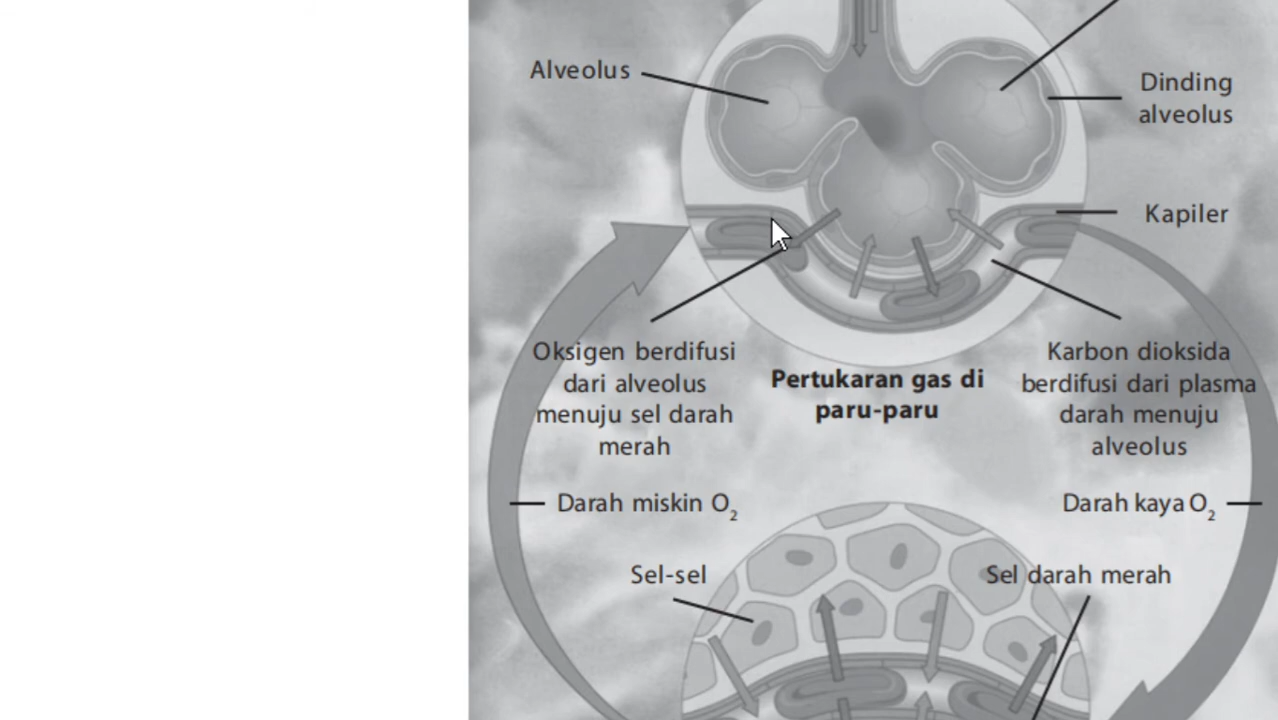 Alveolus
Dinding
alveolus
Kapiler
Oksigen berdifusi
dari alveolus
menuju sel darah
merah
Pertukaran gas di
paru-paru
Karbon dioksida
berdifusi dari plasma
darah menuju
alveolus
Darah miskin O₂
Darah kaya O₂
Sel-sel
Sel darah merah